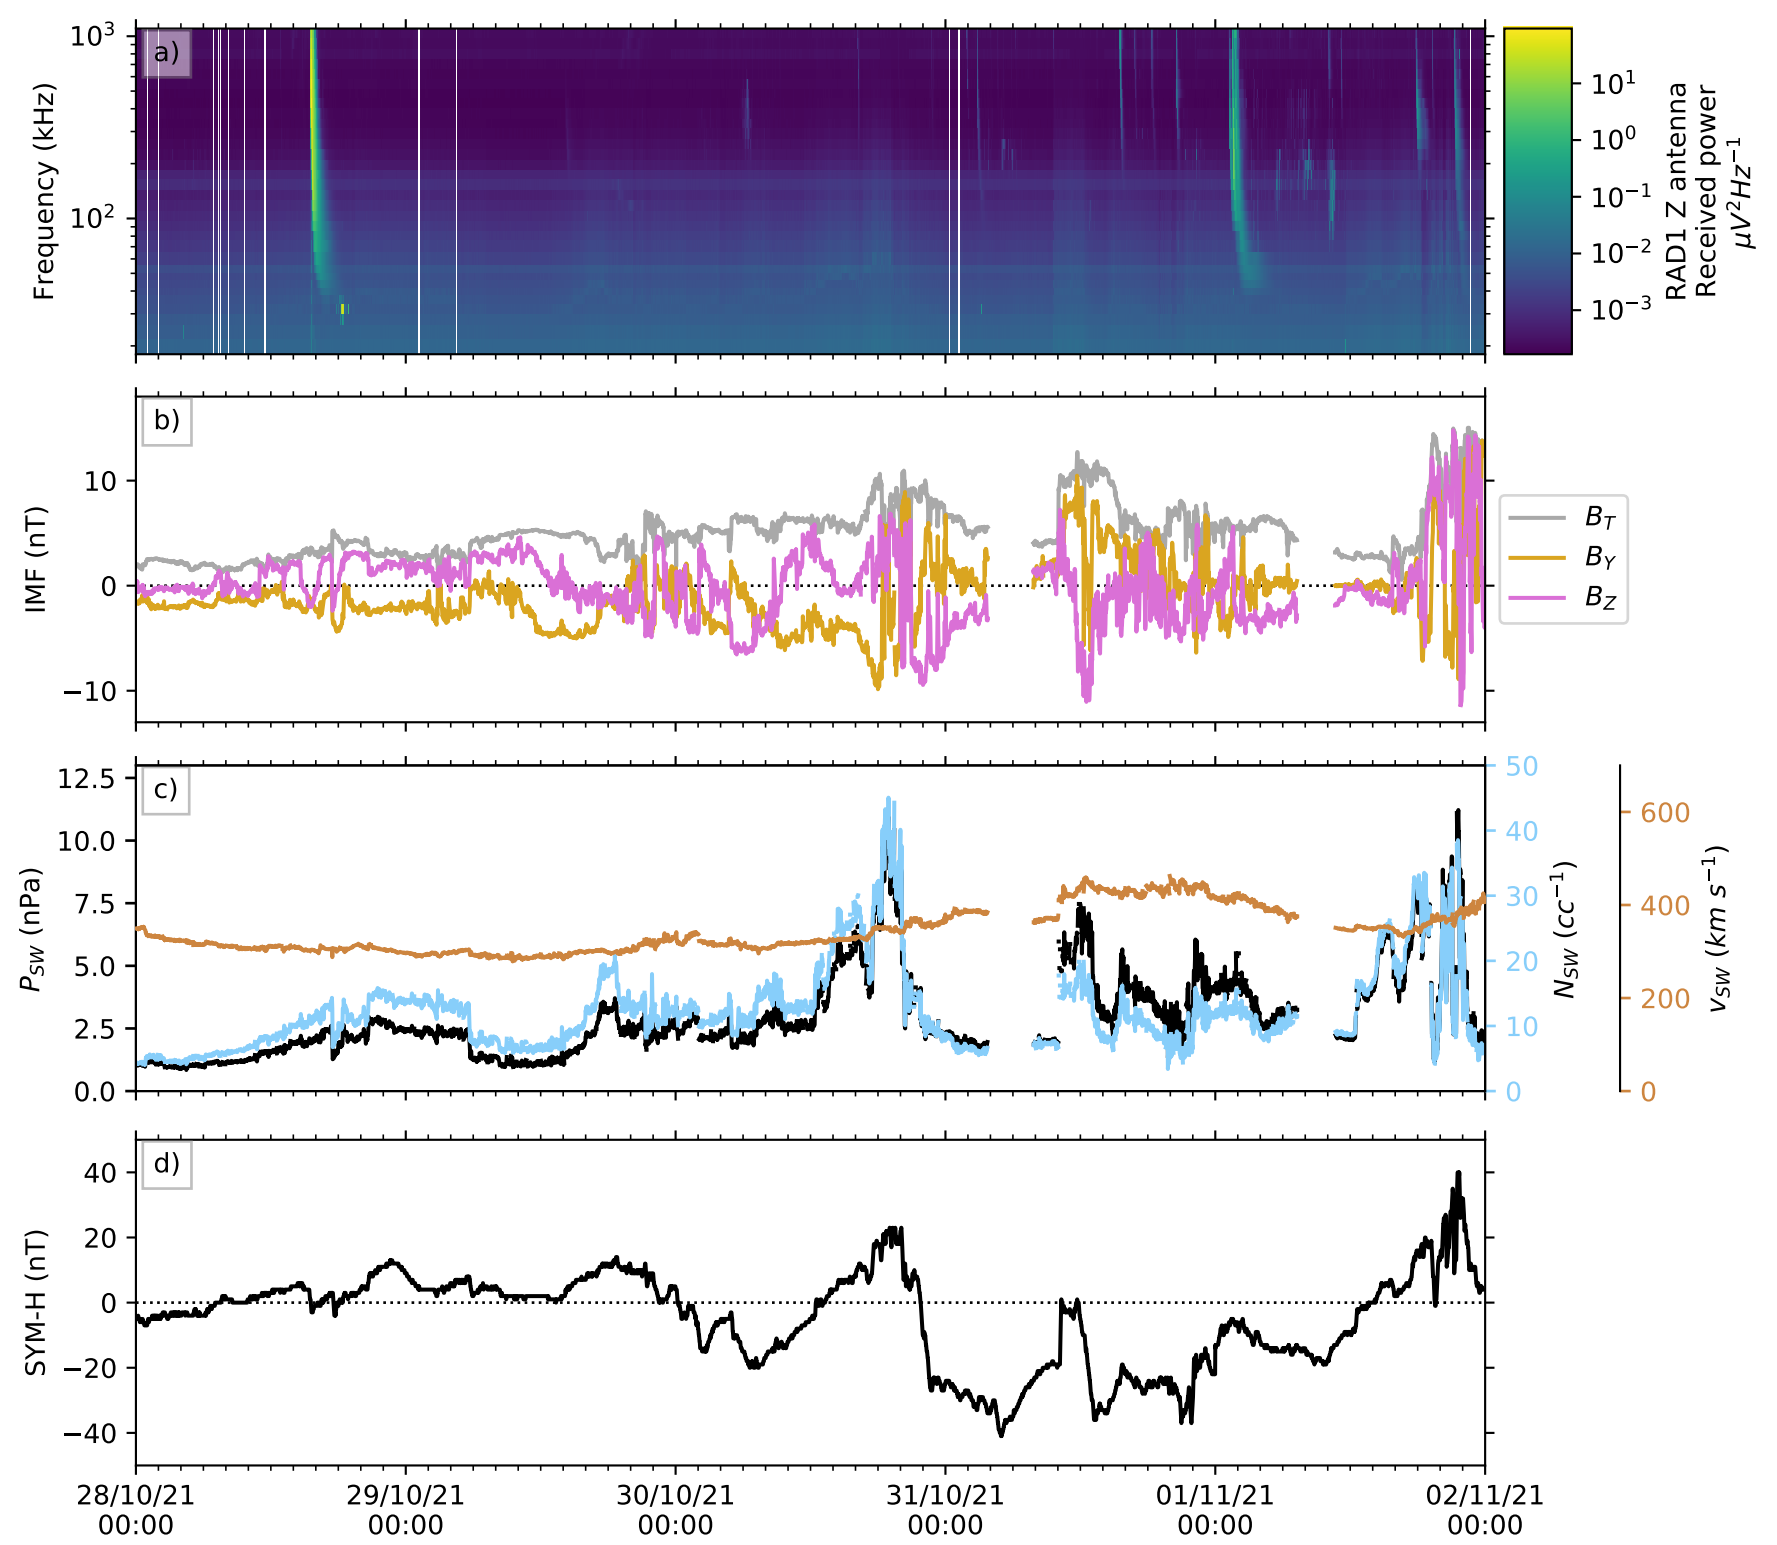 a)
10³
10²
Frequency (kHz)
10¹
10⁰
10⁻¹
10⁻²
10⁻³
RAD1 Z antenna
Received power
μV²Hz⁻¹
b)
10
0
−10
IMF (nT)
B_T
B_Y
B_Z
c)
12.5
10.0
7.5
5.0
2.5
0.0
P_SW (nPa)
50
40
30
20
10
0
N_SW (cc⁻¹)
600
400
200
0
v_SW (km s⁻¹)
d)
40
20
0
−20
−40
SYM-H (nT)
28/10/21 29/10/21 30/10/21 31/10/21 01/11/21 02/11/21
00:00 00:00 00:00 00:00 00:00 00:00